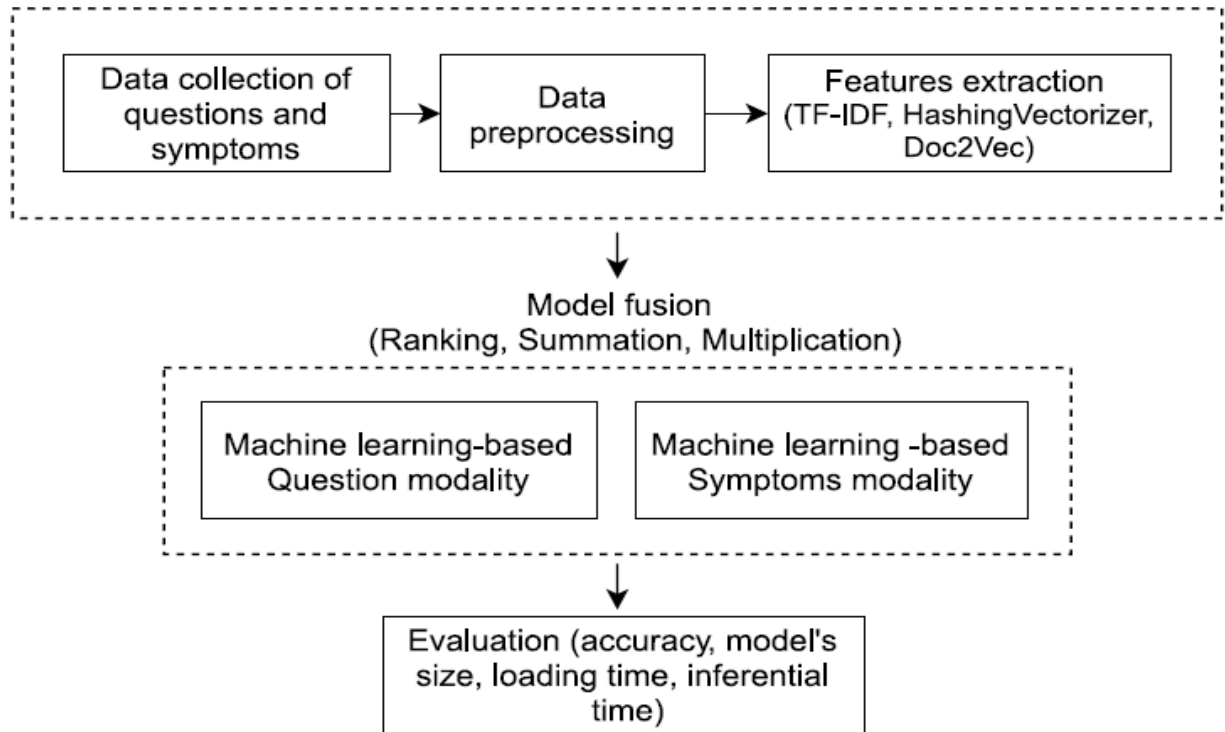 Data collection of
questions and
symptoms
Data
preprocessing
Features extraction
(TF-IDF, HashingVectorizer,
Doc2Vec)
Model fusion
(Ranking, Summation, Multiplication)
Machine learning-based
Question modality
Machine learning -based
Symptoms modality
Evaluation (accuracy, model's
size, loading time, inferential
time)